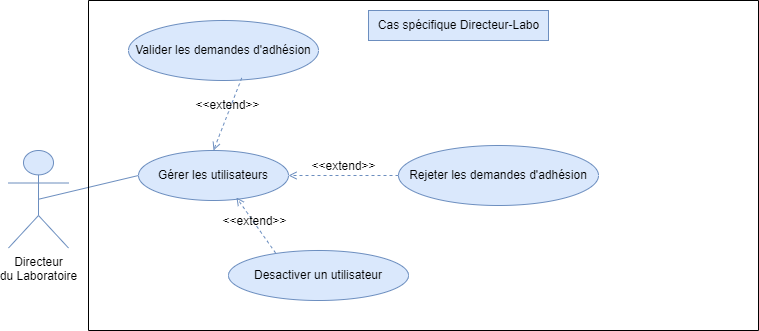 Cas spécifique Directeur-Labo
Valider les demandes d'adhésion
<<extend>>
Gérer les utilisateurs
<<extend>>
Rejeter les demandes d'adhésion
<<extend>>
Desactiver un utilisateur
Directeur
du Laboratoire